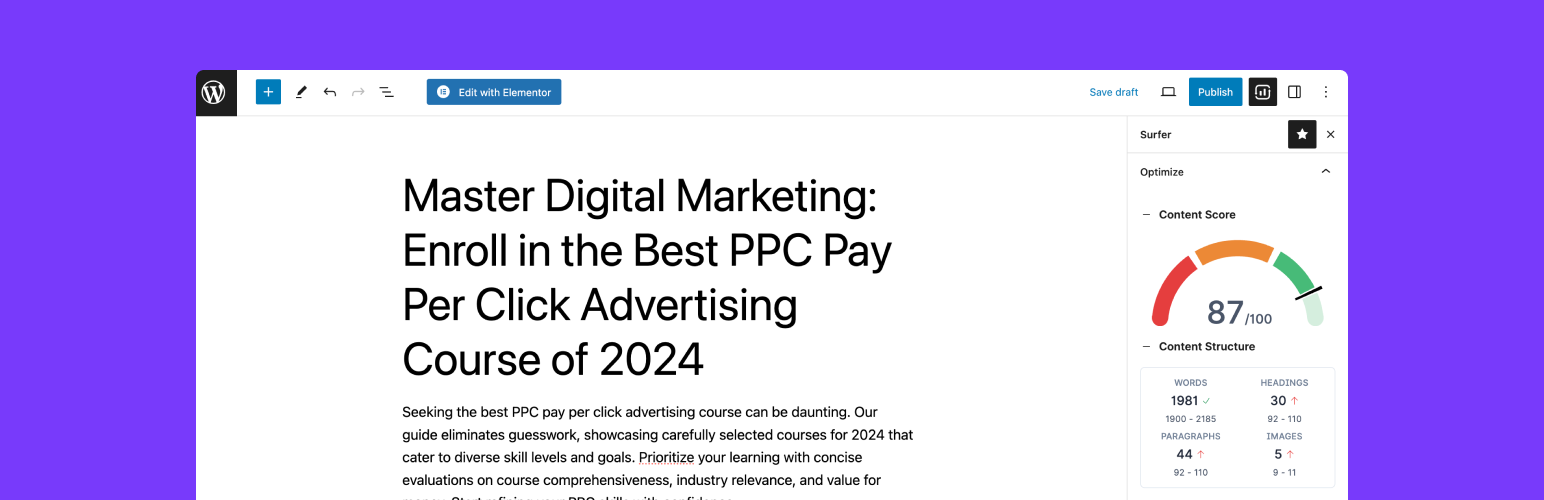 Edit with Elementor
Save draft
Publish
Master Digital Marketing:
Enroll in the Best PPC Pay
Per Click Advertising
Course of 2024
Seeking the best PPC pay per click advertising course can be daunting. Our
guide eliminates guesswork, showcasing carefully selected courses for 2024 that
cater to diverse skill levels and goals. Prioritize your learning with concise
evaluations on course comprehensiveness, industry relevance, and value for
Surfer
Optimize
Content Score
87/100
Content Structure
WORDS HEADINGS
1981 30
1900 - 2185 92 - 110
PARAGRAPHS IMAGES
44 5
92 - 110 9 - 11